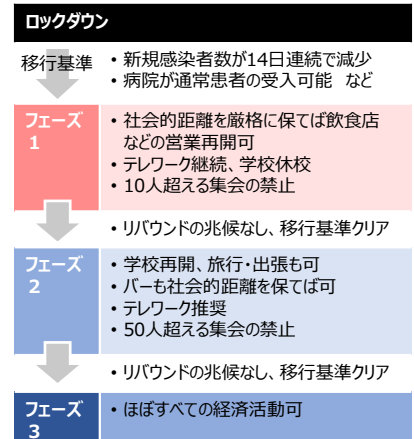 ロックダウン
移行基準
・新規感染者数が14日連続で減少
・病院が通常患者の受入可能 など
フェーズ
1
・社会的距離を厳格に保てば飲食店
などの営業再開可
・テレワーク継続、学校休校
・10人超える集会の禁止
・リバウンドの兆候なし、移行基準クリア
フェーズ
2
・学校再開、旅行・出張も可
・バーも社会的距離を保てば可
・テレワーク推奨
・50人超える集会の禁止
・リバウンドの兆候なし、移行基準クリア
フェーズ
3
・ほぼすべての経済活動可